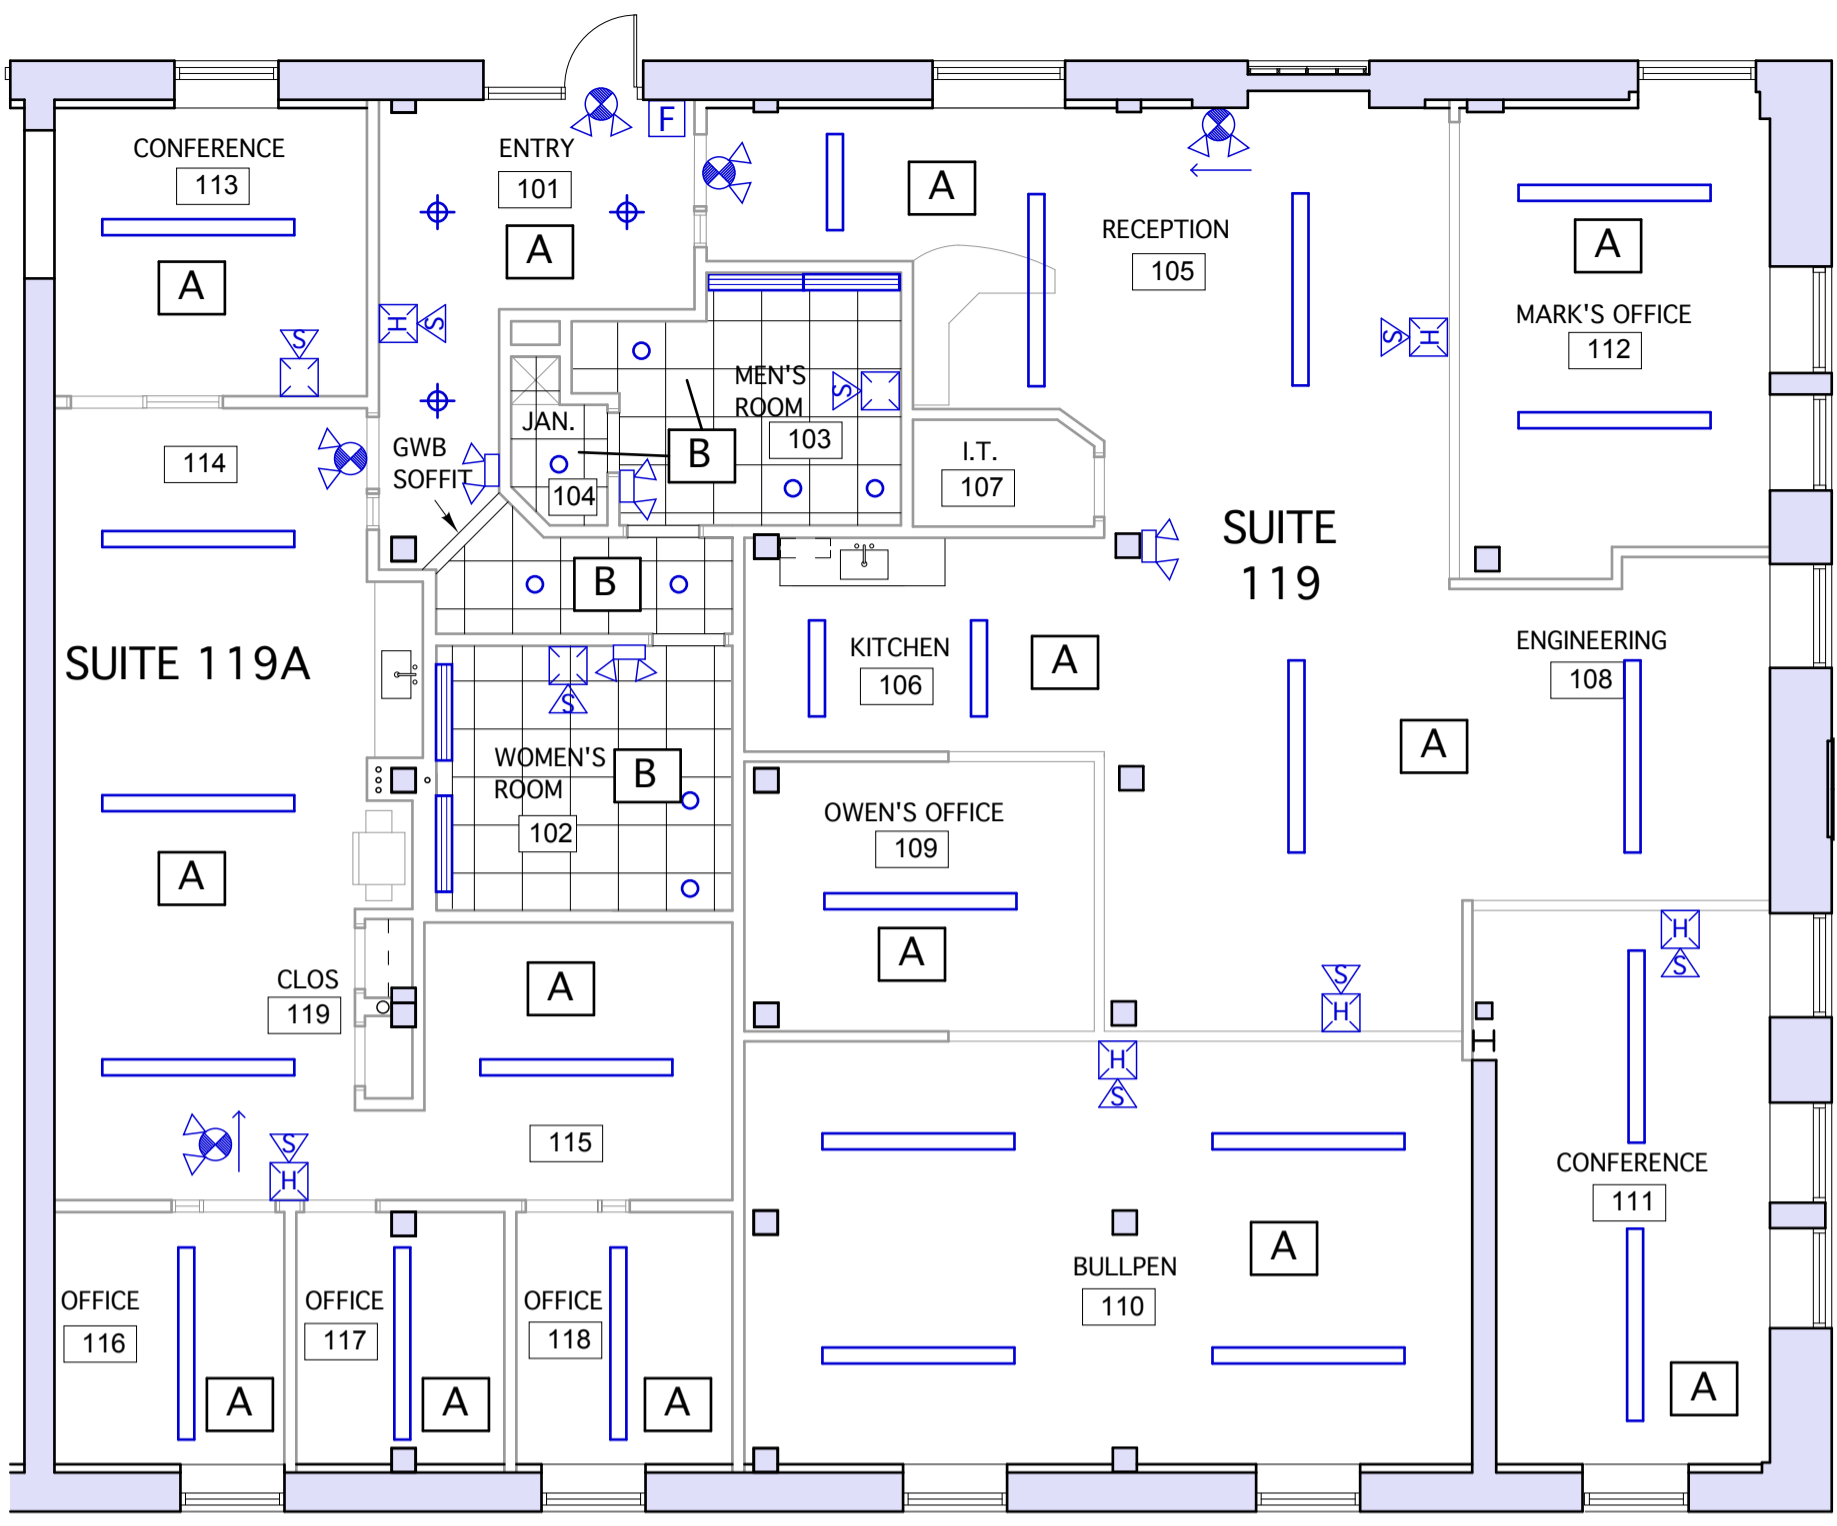 F
CONFERENCE
113
A
S
ENTRY
101
A
H
S
A
RECEPTION
105
S
H
A
MARK'S OFFICE
112
MEN'S
ROOM
103
S
B
JAN.
104
I.T.
107
114
GWB
SOFFIT
B
SUITE
119
SUITE 119A
KITCHEN
106
A
ENGINEERING
108
A
S
WOMEN'S
ROOM
102
B
OWEN'S OFFICE
109
A
A
CLOS
119
A
115
S
H
S
H
H
S
H
S
CONFERENCE
111
A
BULLPEN
110
A
OFFICE
116
A
OFFICE
117
A
OFFICE
118
A